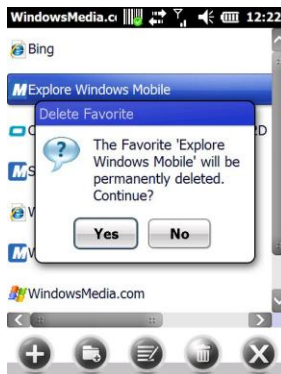 WindowsMedia.c 12:22
Bing
Explore Windows Mobile
Delete Favorite
The Favorite 'Explore
Windows Mobile' will be
permanently deleted.
Continue?
Yes No
WindowsMedia.com